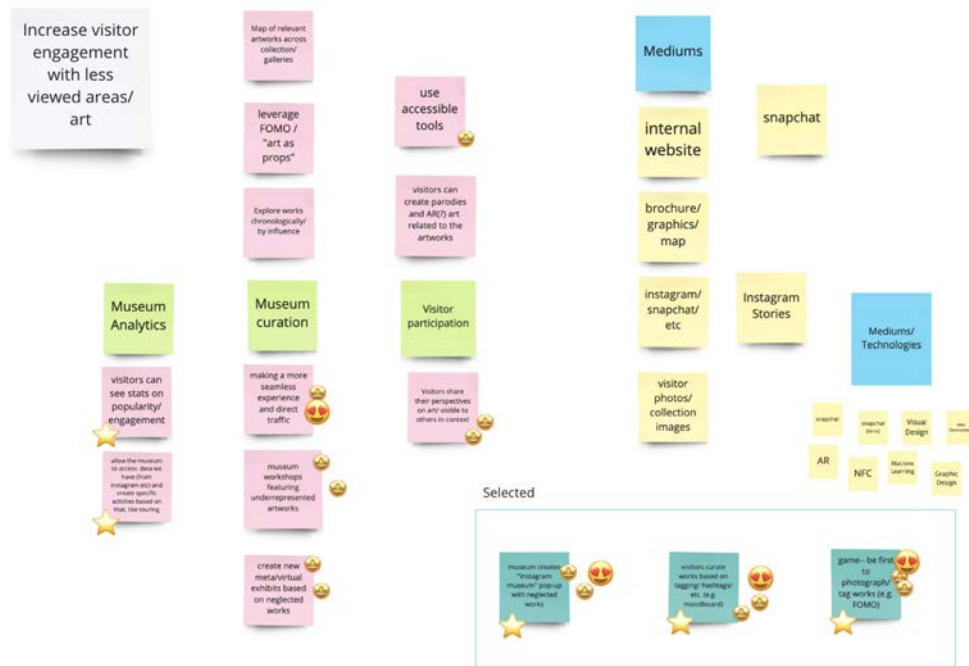 Increase visitor
engagement
with less
viewed areas/
art
Map of relevant
artworks across
collection/
galleries
leverage
FOMO /
"art as
props"
Explore works
chronologically/
by influence
use
accessible
tools
visitors can
create parodies
and AR(?) art
related to the
artworks
Museum
Analytics
visitors can
see stats on
popularity/
engagement
allow the museum
to access data we
have (from
instagram etc) and
create specific
activities based on
that, like touring
Museum
curation
making a more
seamless
experience
and direct
traffic
museum
workshops
featuring
underrepresented
artworks
create new
meta/virtual
exhibits based
on neglected
works
Visitor
participation
Visitors share
their perspectives
on art/ visible to
others in context
Mediums
internal
website
snapchat
brochure/
graphics/
map
instagram/
snapchat/
etc
Instagram
Stories
visitor
photos/
collection
images
Mediums/
Technologies
snapchat
snapchat
(lens)
Visual
Design
AR
NFC
Machine
Learning
Graphic
Design
Selected
museum creates
"instagram
museum" pop-up
with neglected
works
visitors curate
works based on
tagging/ hashtags/
etc. (e.g.
moodboard)
game-- be first
to
photograph/
tag works (e.g.
FOMO)